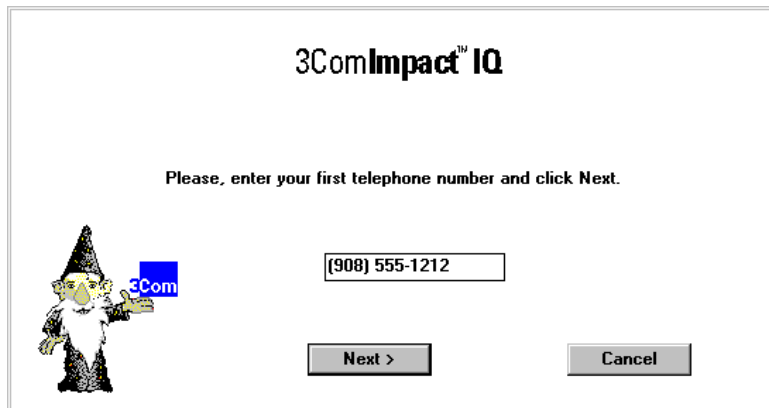 3ComImpact™ IQ
Please, enter your first telephone number and click Next.
(908) 555-1212
3Com
Next >
Cancel